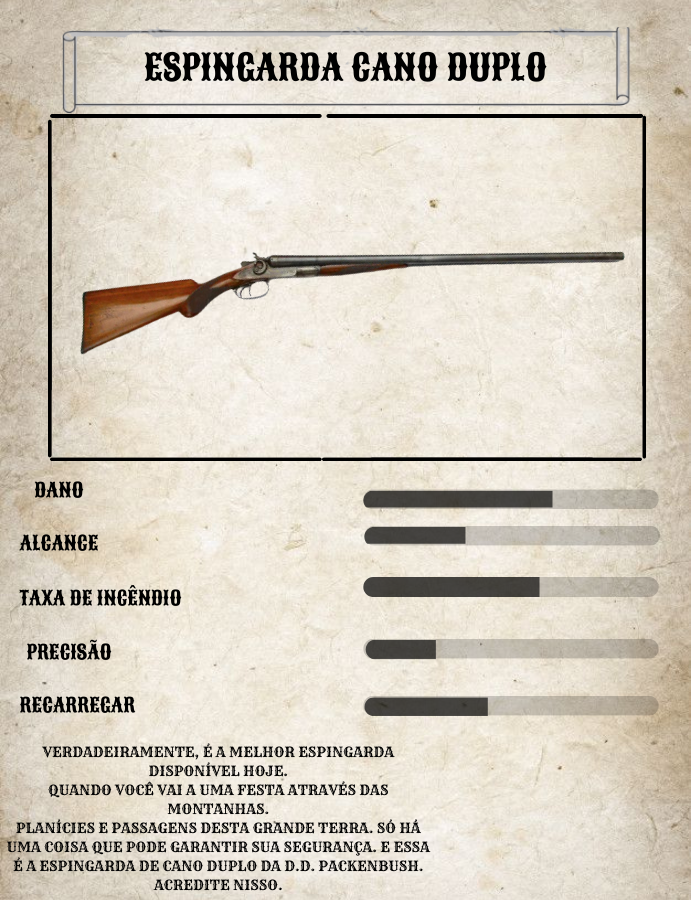 ESPINGARDA CANO DUPLO
DANO
ALCANCE
TAXA DE INCÊNDIO
PRECISÃO
RECARREGAR
VERDADEIRAMENTE, É A MELHOR ESPINGARDA
DISPONÍVEL HOJE.
QUANDO VOCÊ VAI A UMA FESTA ATRAVÉS DAS
MONTANHAS.
PLANÍCIES E PASSAGENS DESTA GRANDE TERRA. SÓ HÁ
UMA COISA QUE PODE GARANTIR SUA SEGURANÇA. E ESSA
É A ESPINGARDA DE CANO DUPLO DA D.D. PACKENBUSH.
ACREDITE NISSO.